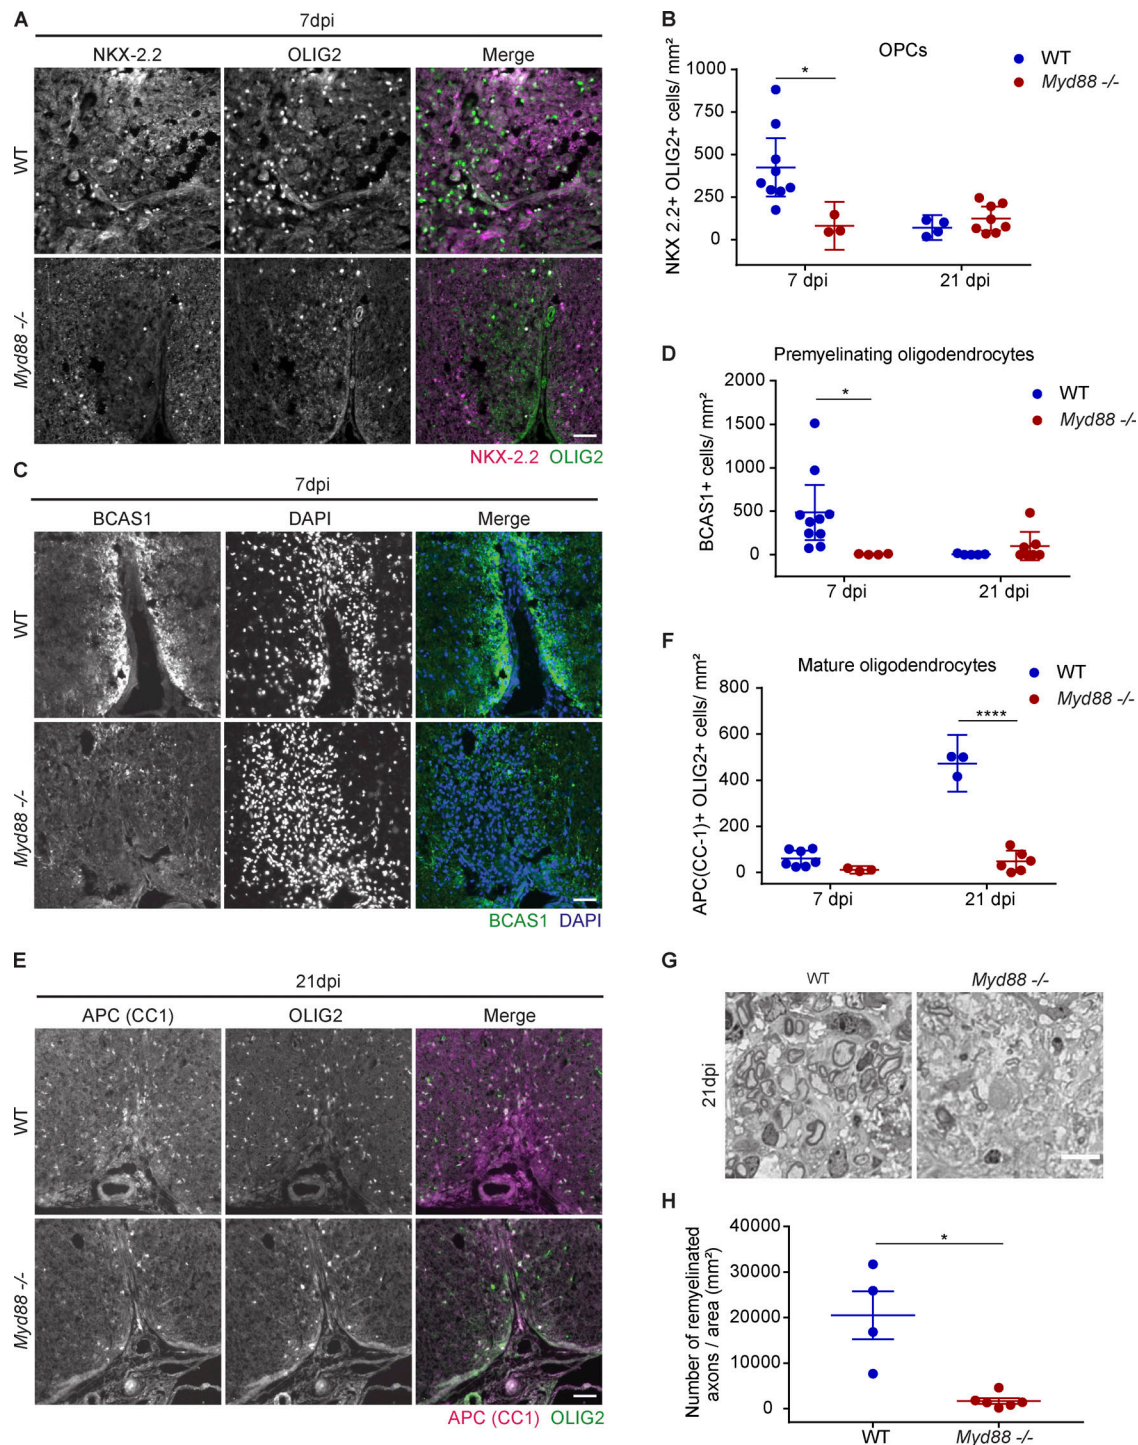 A
7dpi
NKX-2.2 OLIG2 Merge
WT
Myd88 -/-
NKX-2.2 OLIG2
B
OPCs
WT
Myd88 -/-
NKX 2.2+ OLIG2+ cells/ mm²
1000
750
500
250
0
*
7 dpi 21 dpi
C
7dpi
BCAS1 DAPI Merge
WT
Myd88 -/-
BCAS1 DAPI
D
Premyelinating oligodendrocytes
WT
Myd88 -/-
BCAS1+ cells/ mm²
2000
1500
1000
500
0
*
7 dpi 21 dpi
E
21dpi
APC (CC1) OLIG2 Merge
WT
Myd88 -/-
APC (CC1) OLIG2
F
Mature oligodendrocytes
WT
Myd88 -/-
APC(CC-1)+ OLIG2+ cells/ mm²
800
600
400
200
0
****
7 dpi 21 dpi
G
WT Myd88 -/-
21dpi
H
Number of remyelinated
axons / area (mm²)
40000
30000
20000
10000
0
*
WT Myd88 -/-